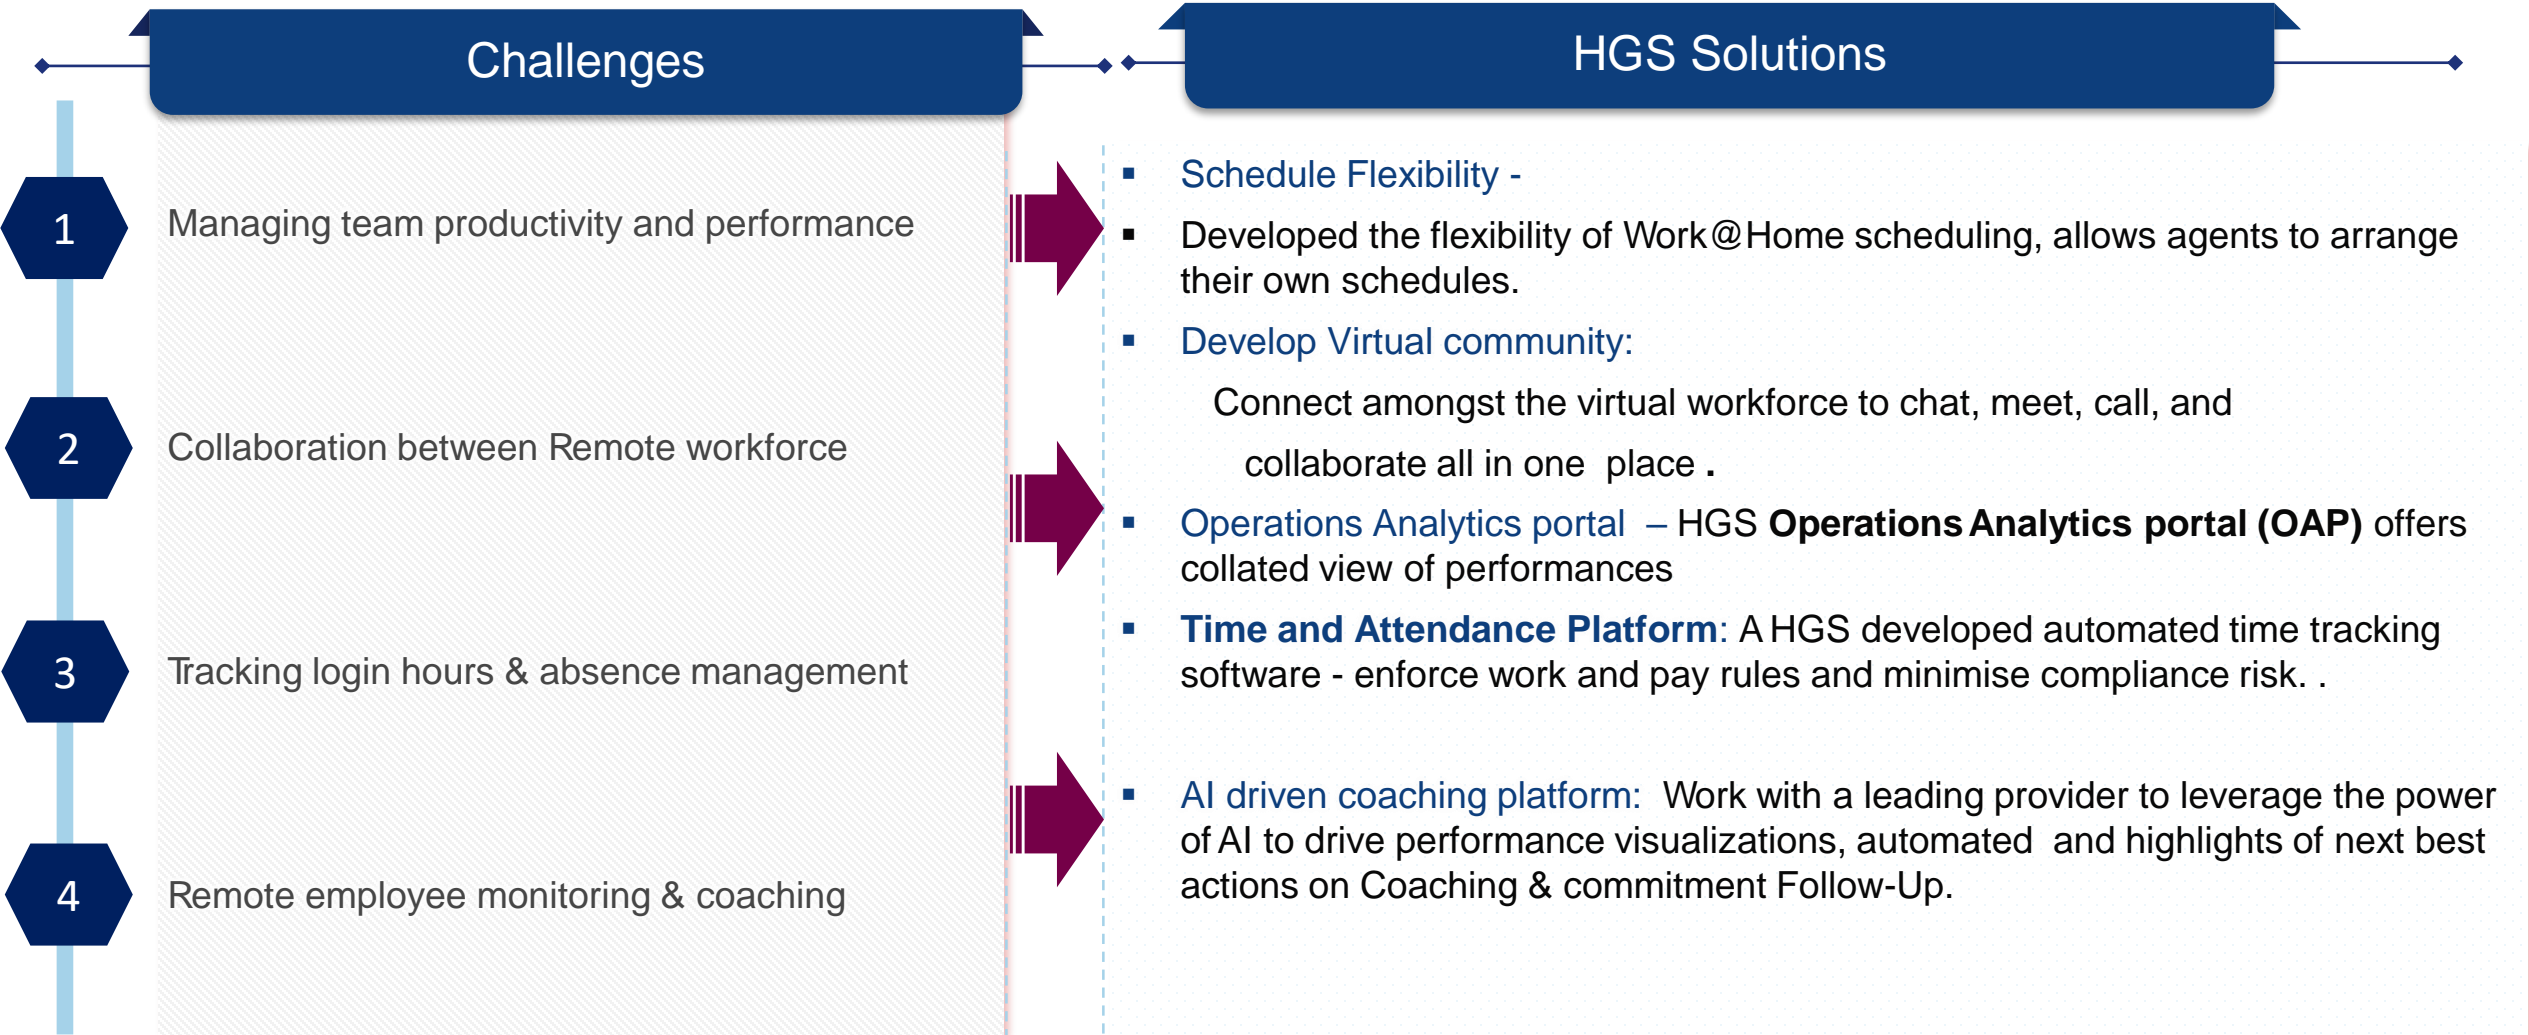 Challenges
HGS Solutions
1
Managing team productivity and performance
2
Collaboration between Remote workforce
3
Tracking login hours & absence management
4
Remote employee monitoring & coaching
▪ Schedule Flexibility -
▪ Developed the flexibility of Work@Home scheduling, allows agents to arrange
their own schedules.
▪ Develop Virtual community:
Connect amongst the virtual workforce to chat, meet, call, and
collaborate all in one place .
▪ Operations Analytics portal – HGS Operations Analytics portal (OAP) offers
collated view of performances
▪ Time and Attendance Platform: A HGS developed automated time tracking
software - enforce work and pay rules and minimise compliance risk. .
▪ AI driven coaching platform: Work with a leading provider to leverage the power
of AI to drive performance visualizations, automated and highlights of next best
actions on Coaching & commitment Follow-Up.